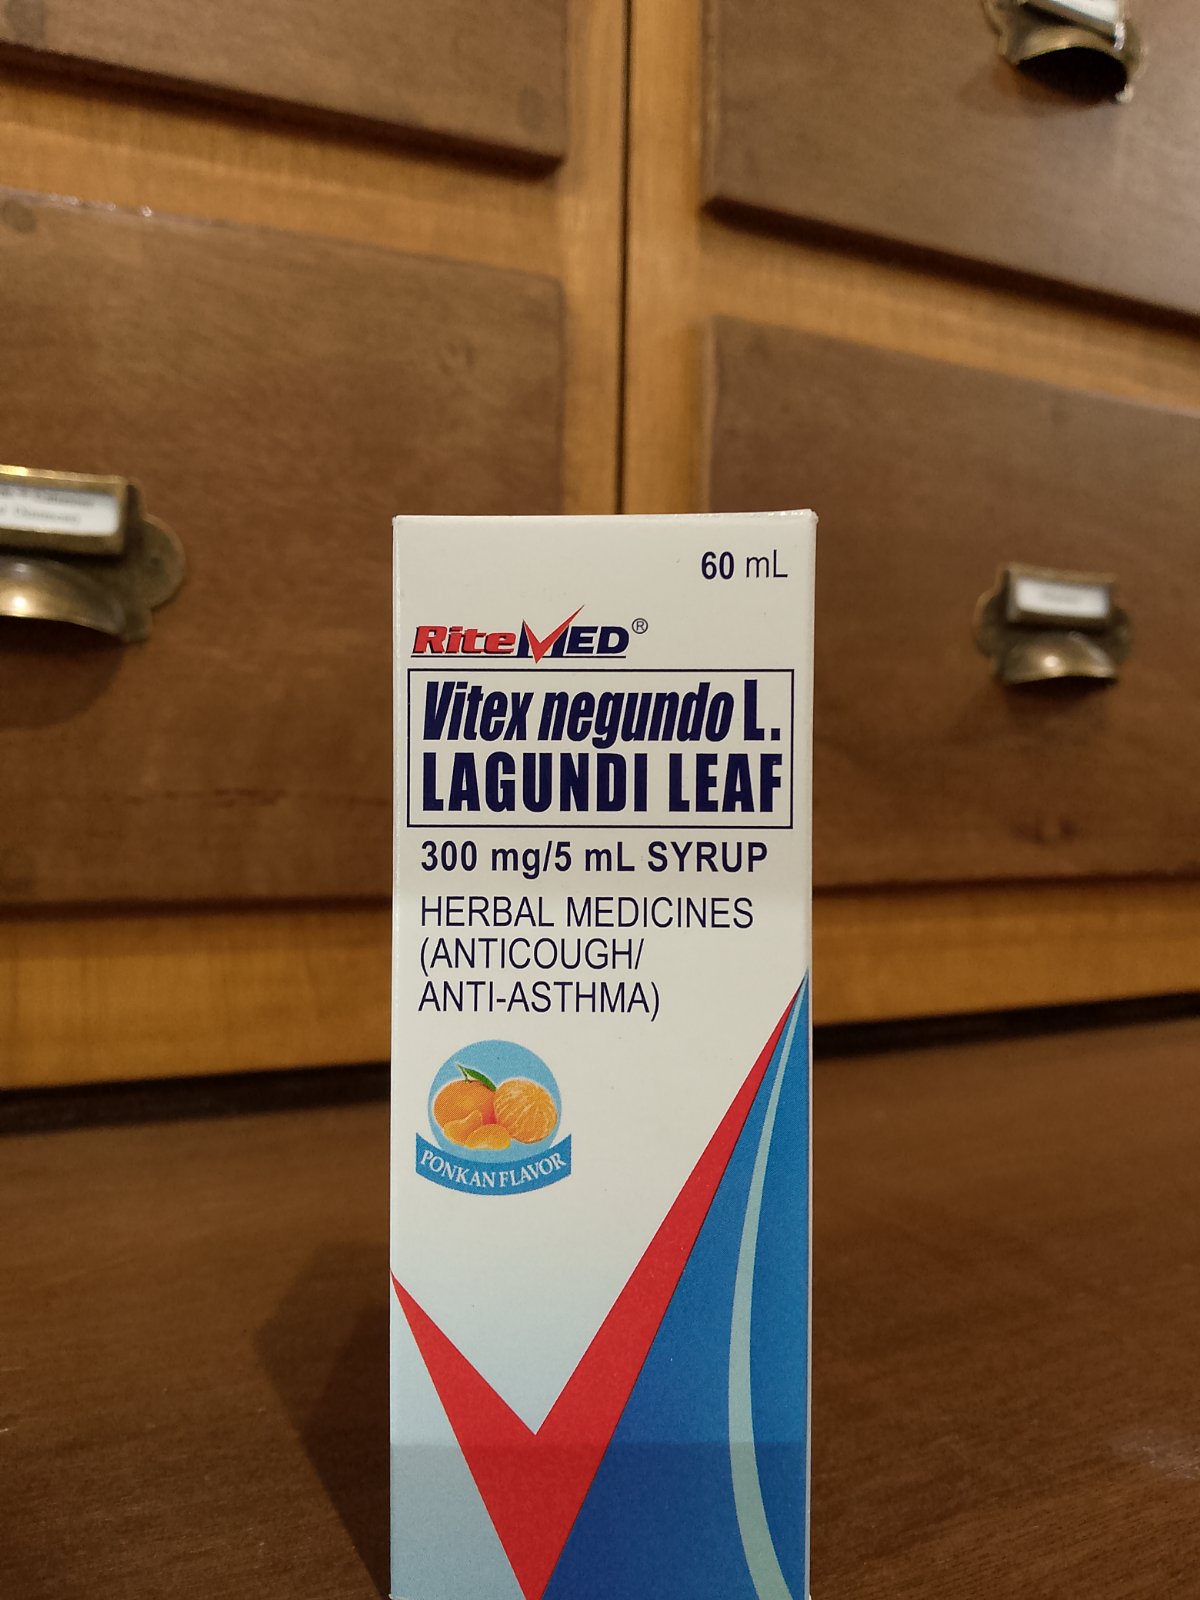 60 mL
RiteMED®
Vitex negundo L.
LAGUNDI LEAF
300 mg/5 mL SYRUP
HERBAL MEDICINES
(ANTICOUGH/
ANTI-ASTHMA)
PONKAN FLAVOR